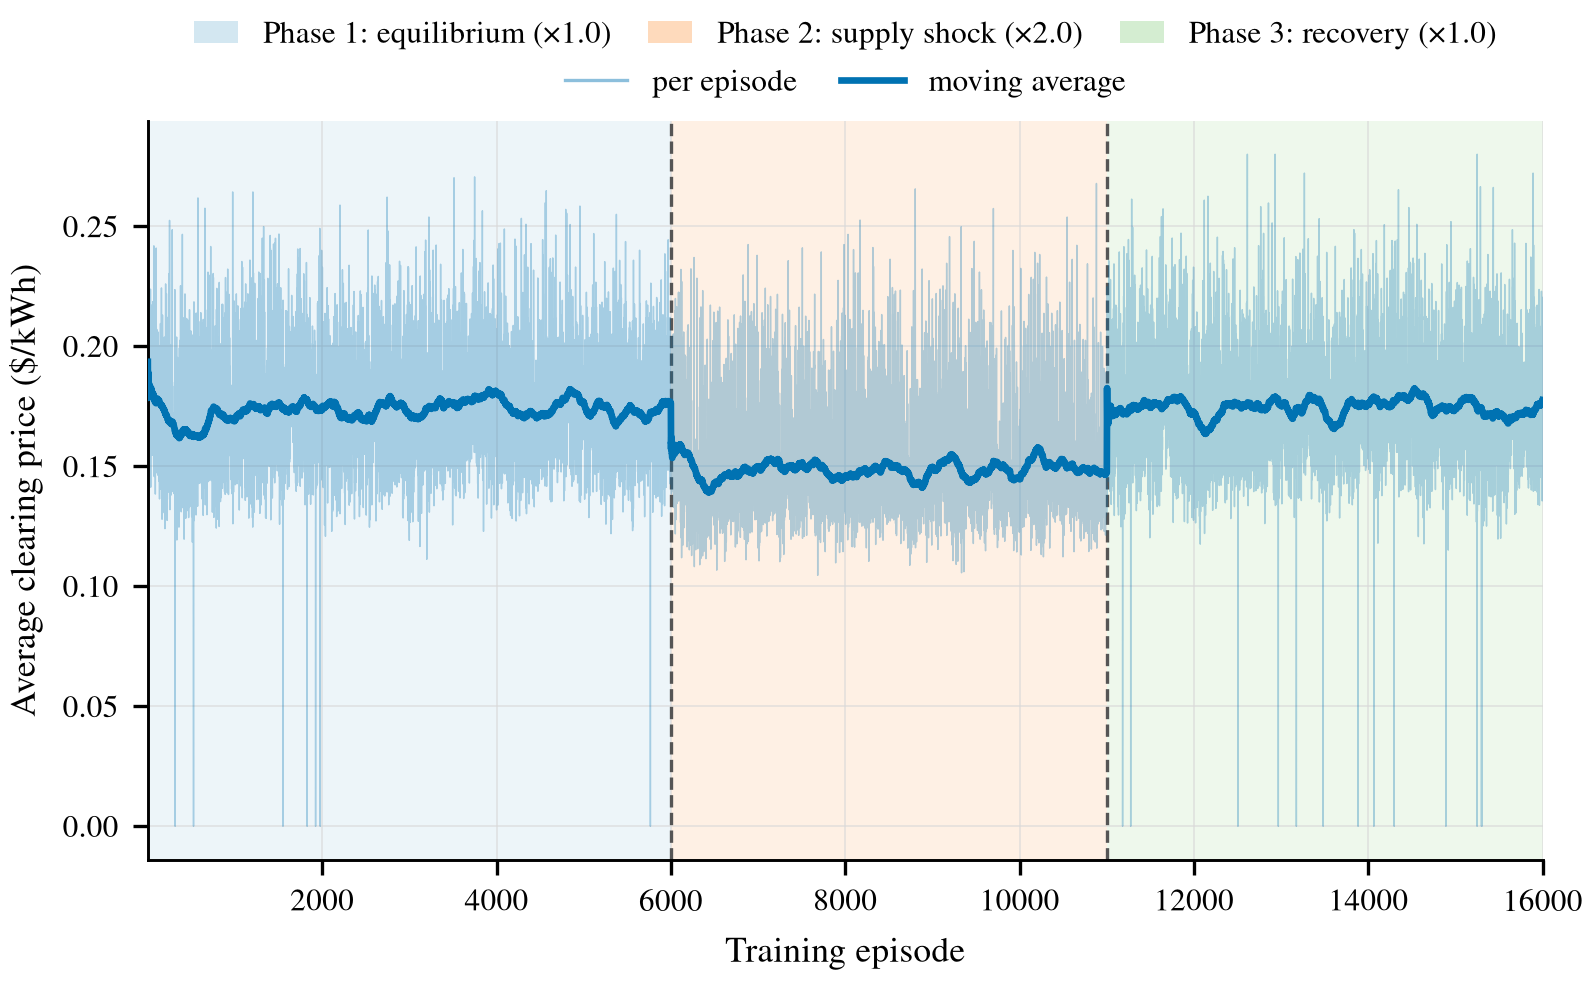 Phase 1: equilibrium (×1.0) Phase 2: supply shock (×2.0) Phase 3: recovery (×1.0)
per episode moving average
Average clearing price ($/kWh)
0.25
0.20
0.15
0.10
0.05
0.00
2000 4000 6000 8000 10000 12000 14000 16000
Training episode